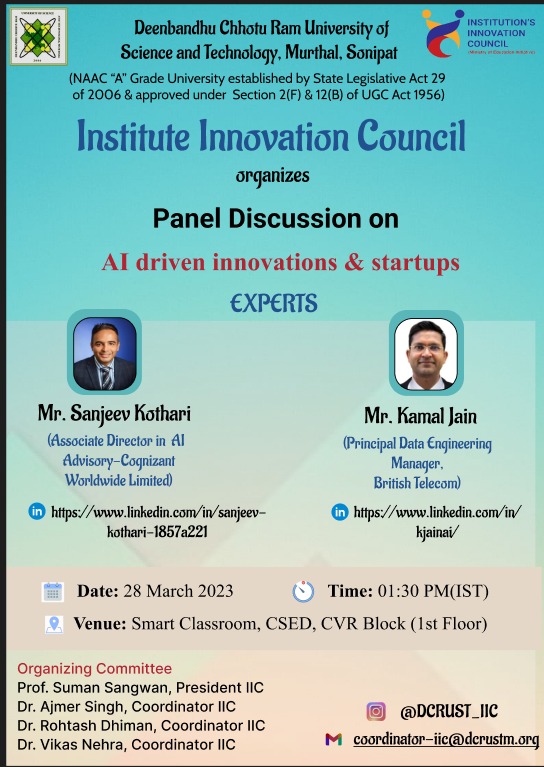 Deenbandhu Chhotu Ram University of
Science and Technology, Murthal, Sonipat
INSTITUTION'S
INNOVATION
COUNCIL
(NAAC “A” Grade University established by State Legislative Act 29
of 2006 & approved under Section 2(F) & 12(B) of UGC Act 1956)
Institute Innovation Council
organizes
Panel Discussion on
AI driven innovations & startups
EXPERTS
Mr. Sanjeev Kothari
(Associate Director in AI
Advisory-Cognizant
Worldwide Limited)
in https://www.linkedin.com/in/sanjeev-
kothari-1857a221
Mr. Kamal Jain
(Principal Data Engineering
Manager,
British Telecom)
in https://www.linkedin.com/in/
kjainai/
Date: 28 March 2023
Time: 01:30 PM(IST)
Venue: Smart Classroom, CSED, CVR Block (1st Floor)
Organizing Committee
Prof. Suman Sangwan, President IIC
Dr. Ajmer Singh, Coordinator IIC
Dr. Rohtash Dhiman, Coordinator IIC
Dr. Vikas Nehra, Coordinator IIC
@DCRUST_IIC
coordinator-iic@dcrustm.org